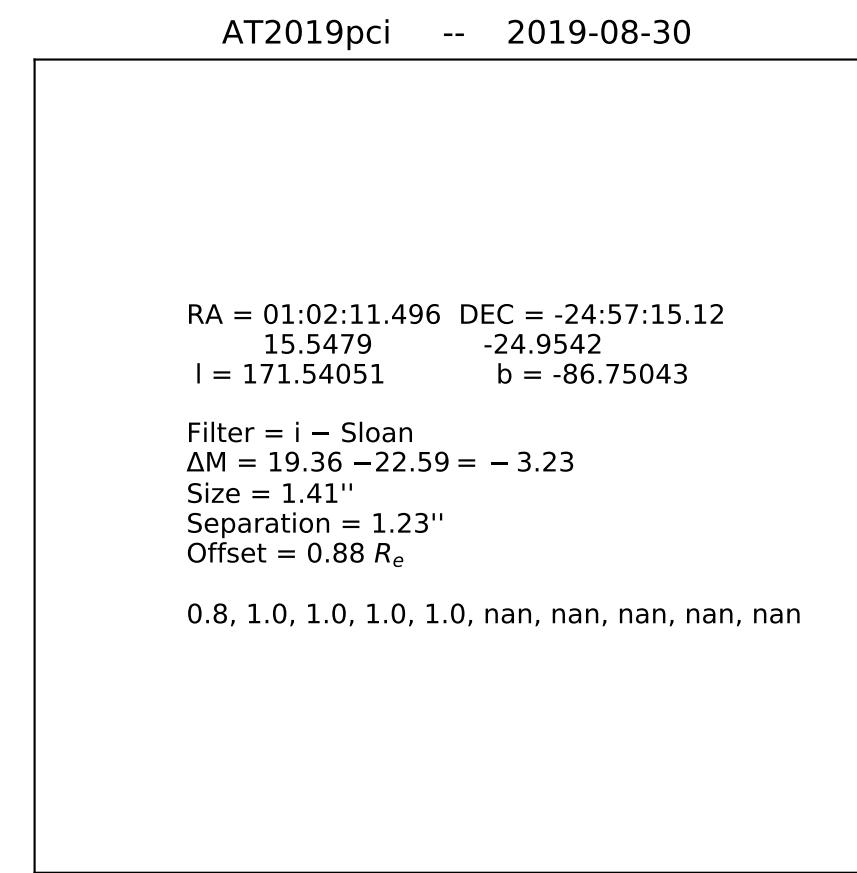 AT2019pci -- 2019-08-30
RA = 01:02:11.496 DEC = -24:57:15.12
15.5479 -24.9542
l = 171.54051 b = -86.75043
Filter = i − Sloan
ΔM = 19.36 −22.59 = − 3.23
Size = 1.41''
Separation = 1.23''
Offset = 0.88 Rₑ
0.8, 1.0, 1.0, 1.0, 1.0, nan, nan, nan, nan, nan